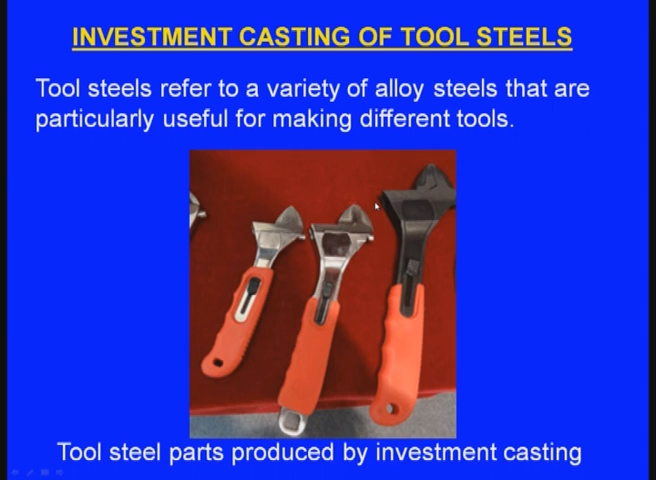 INVESTMENT CASTING OF TOOL STEELS
Tool steels refer to a variety of alloy steels that are
particularly useful for making different tools.
Tool steel parts produced by investment casting